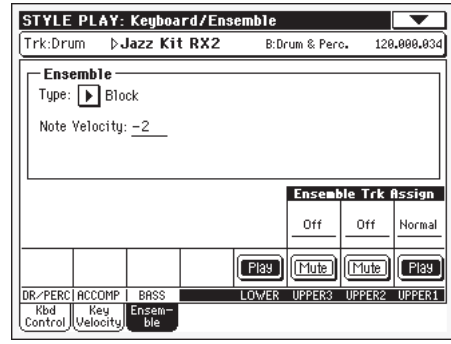 STYLE PLAY: Keyboard/Ensemble
Trk:Drum ▷Jazz Kit RX2 B:Drum & Perc. 120.000.034
Ensemble
Type: ▶ Block
Note Velocity: -2
Ensemble Trk Assign
Off Off Normal
Play Mute Mute Play
DR/PERC ACCOMP BASS LOWER UPPER3 UPPER2 UPPER1
Kbd Control Key Velocity Ensem-ble